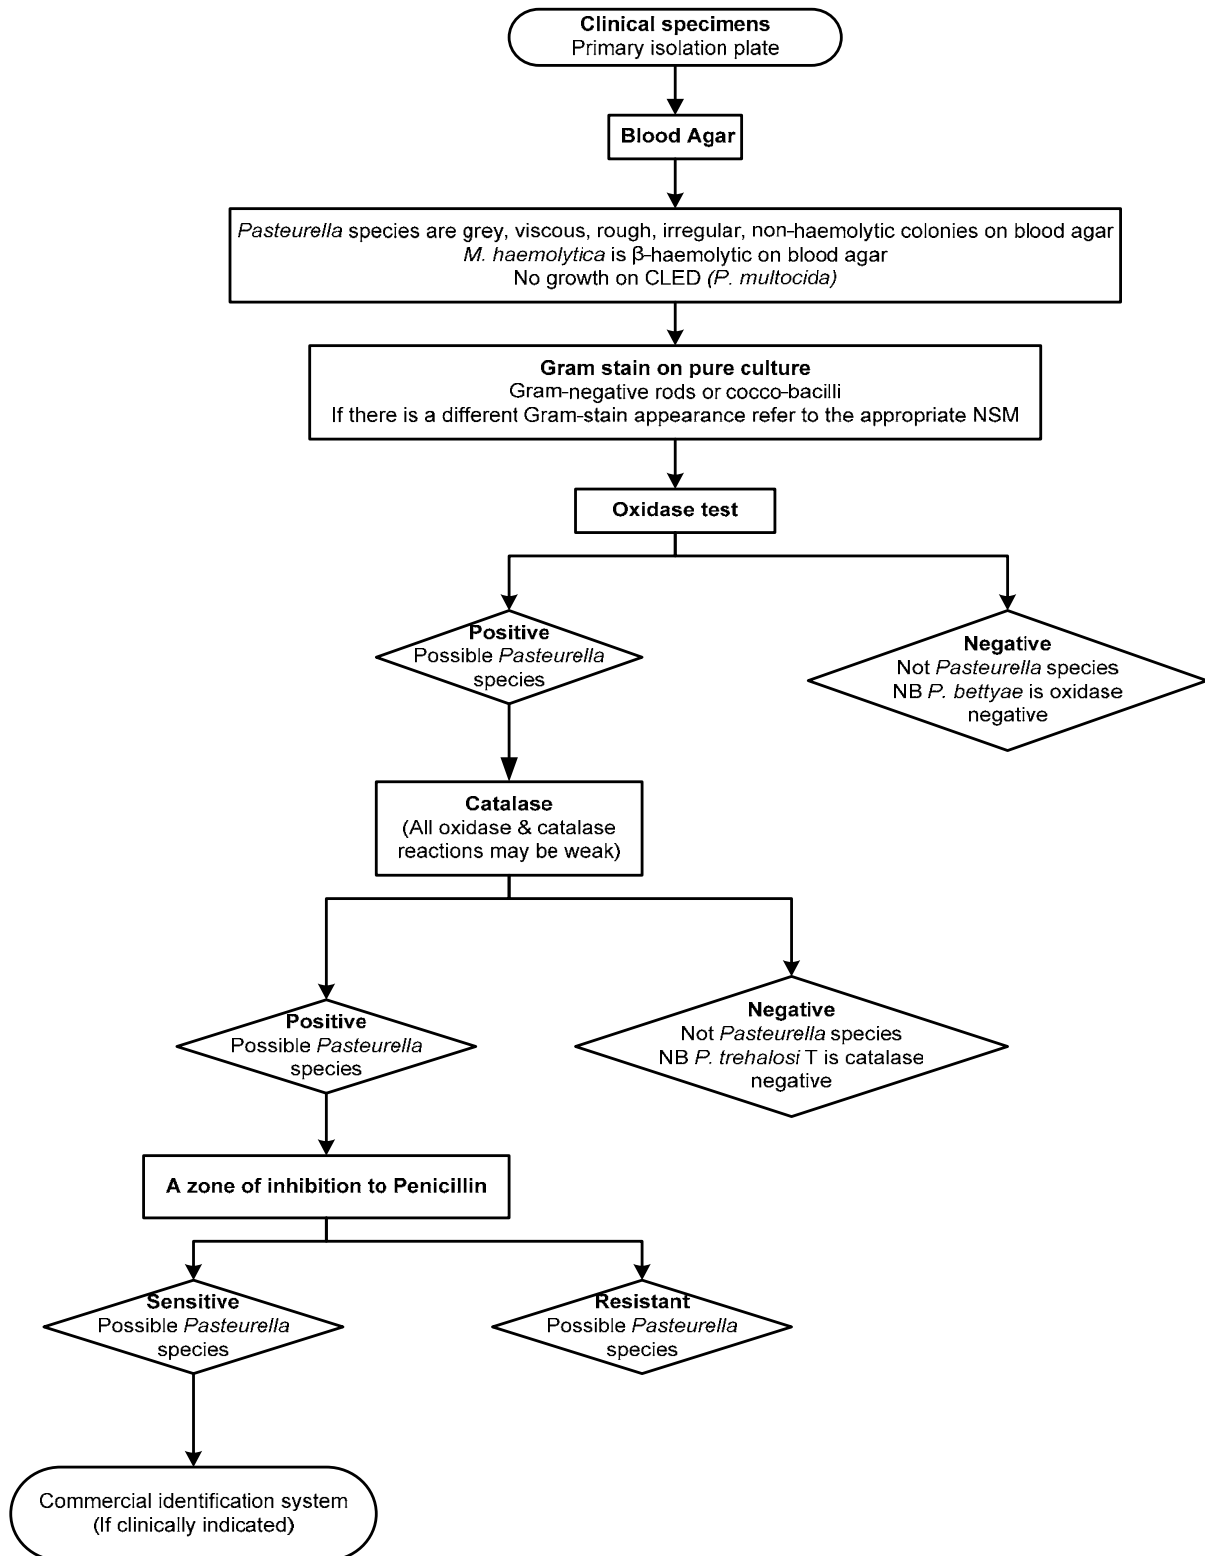 Clinical specimens
Primary isolation plate
Blood Agar
Pasteurella species are grey, viscous, rough, irregular, non-haemolytic colonies on blood agar
M. haemolytica is β-haemolytic on blood agar
No growth on CLED (P. multocida)
Gram stain on pure culture
Gram-negative rods or cocco-bacilli
If there is a different Gram-stain appearance refer to the appropriate NSM
Oxidase test
Positive
Possible Pasteurella
species
Negative
Not Pasteurella species
NB P. bettyae is oxidase
negative
Catalase
(All oxidase & catalase
reactions may be weak)
Positive
Possible Pasteurella
species
Negative
Not Pasteurella species
NB P. trehalosi T is catalase
negative
A zone of inhibition to Penicillin
Sensitive
Possible Pasteurella
species
Resistant
Possible Pasteurella
species
Commercial identification system
(If clinically indicated)